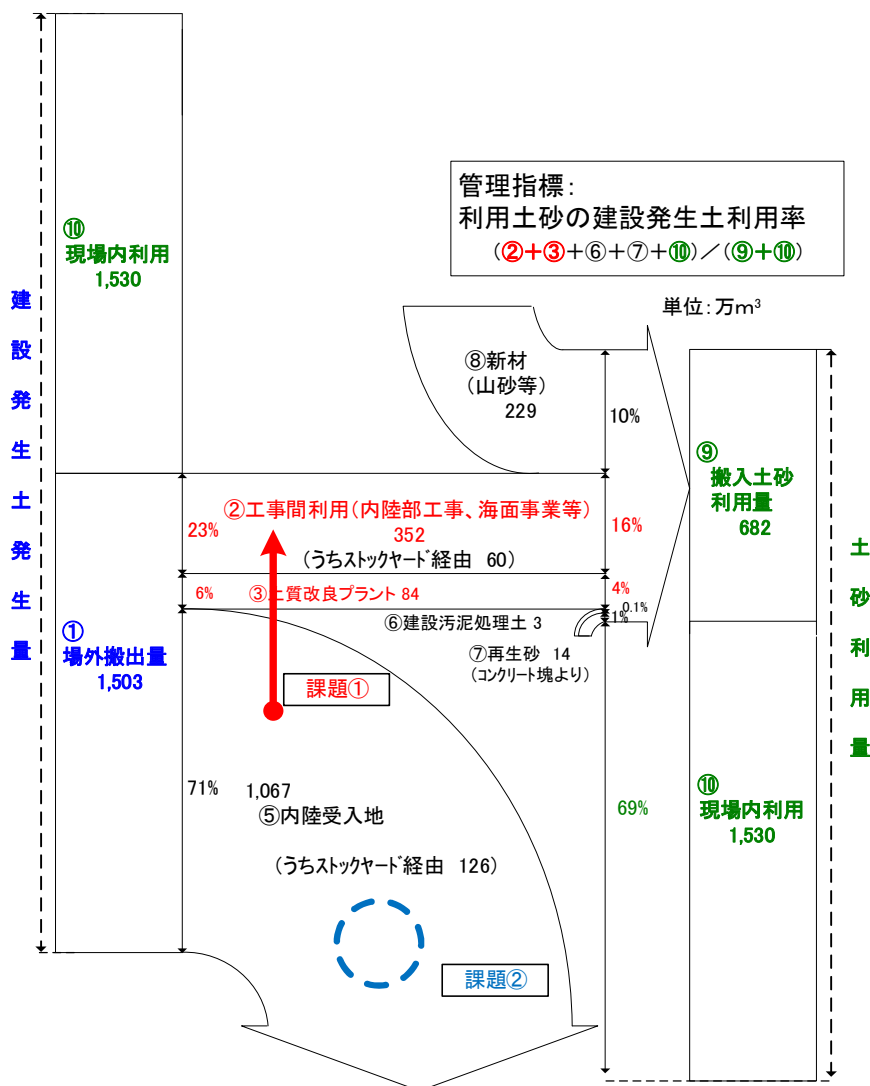 管理指標：
利用土砂の建設発生土利用率
(②+③+⑥+⑦+⑩)／(⑨+⑩)
単位：万m³
建設発生土発生量
⑩
現場内利用
1,530
①
場外搬出量
1,503
⑧新材
(山砂等)
229
10%
23%
②工事間利用(内陸部工事、海面事業等)
352
(うちストックヤード経由 60)
16%
6%
③土質改良プラント 84
4%
0.1%
⑥建設汚泥処理土 3
1%
⑦再生砂 14
(コンクリート塊より)
課題①
71%
1,067
⑤内陸受入地
(うちストックヤード経由 126)
69%
課題②
⑨
搬入土砂
利用量
682
⑩
現場内利用
1,530
土砂利用量